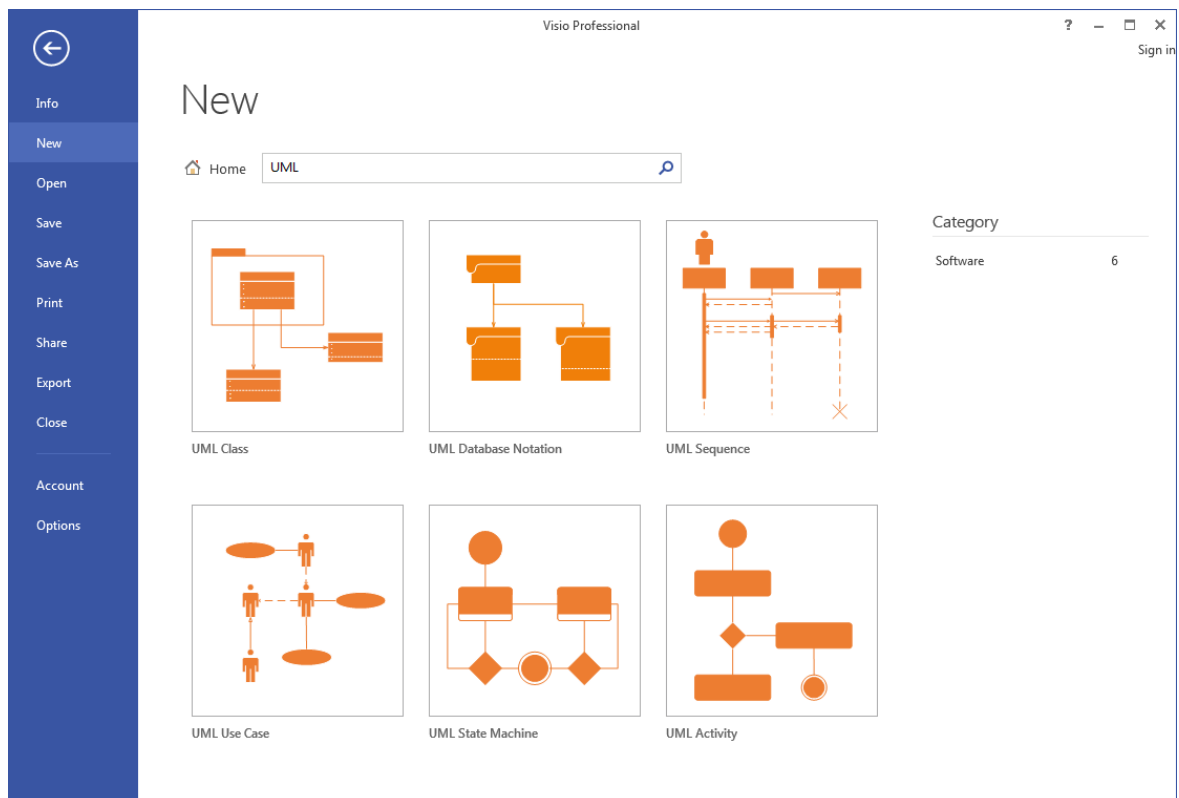 Visio Professional
?
Sign in
Info
New
Open
Save
Save As
Print
Share
Export
Close
Account
Options
New
Home
UML
Category
Software 6
UML Class
UML Database Notation
UML Sequence
UML Use Case
UML State Machine
UML Activity